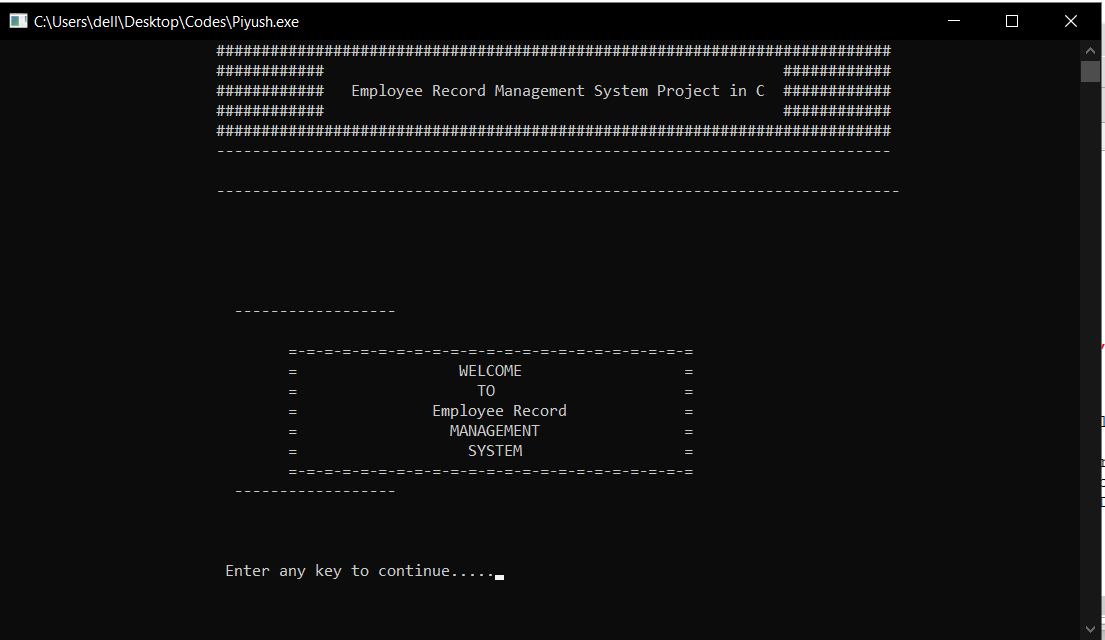 C:\Users\dell\Desktop\Codes\Piyush.exe
###########################################################################
############                                                   ############
############   Employee Record Management System Project in C  ############
############                                                   ############
###########################################################################
---------------------------------------------------------------------------
----------------------------------------------------------------------------
------------------
=-=-=-=-=-=-=-=-=-=-=-=-=-=-=-=-=-=-=-=-=-=-=
=                  WELCOME                  =
=                    TO                     =
=               Employee Record             =
=                 MANAGEMENT                =
=                   SYSTEM                  =
=-=-=-=-=-=-=-=-=-=-=-=-=-=-=-=-=-=-=-=-=-=-=
------------------
Enter any key to continue.....